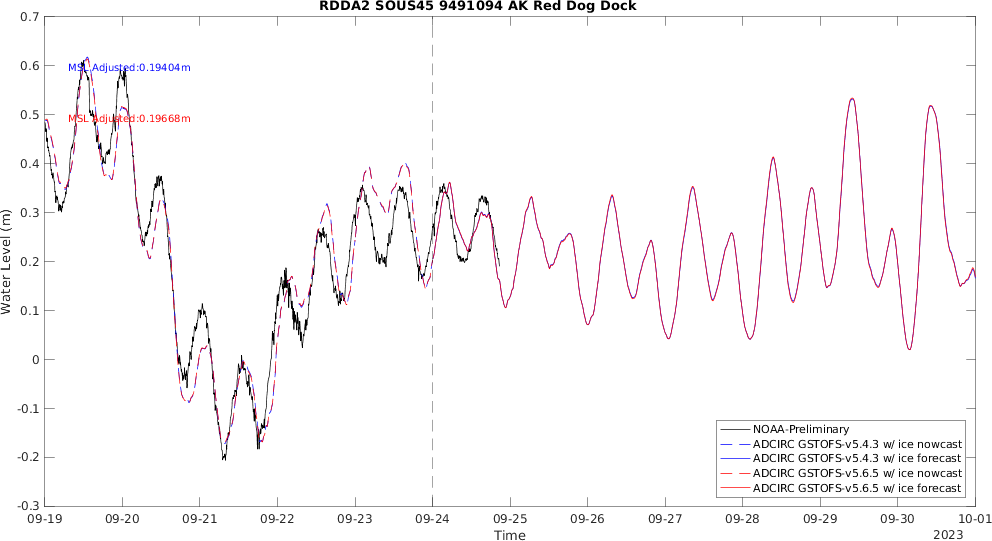 RDDA2 SOUS45 9491094 AK Red Dog Dock
0.7
0.6
0.5
0.4
0.3
0.2
0.1
0
-0.1
-0.2
-0.3
Water Level (m)
MSL Adjusted:0.19404m
MSL Adjusted:0.19668m
NOAA-Preliminary
ADCIRC GSTOFS-v5.4.3 w/ ice nowcast
ADCIRC GSTOFS-v5.4.3 w/ ice forecast
ADCIRC GSTOFS-v5.6.5 w/ ice nowcast
ADCIRC GSTOFS-v5.6.5 w/ ice forecast
09-19 09-20 09-21 09-22 09-23 09-24 09-25 09-26 09-27 09-28 09-29 09-30 10-01
Time
2023